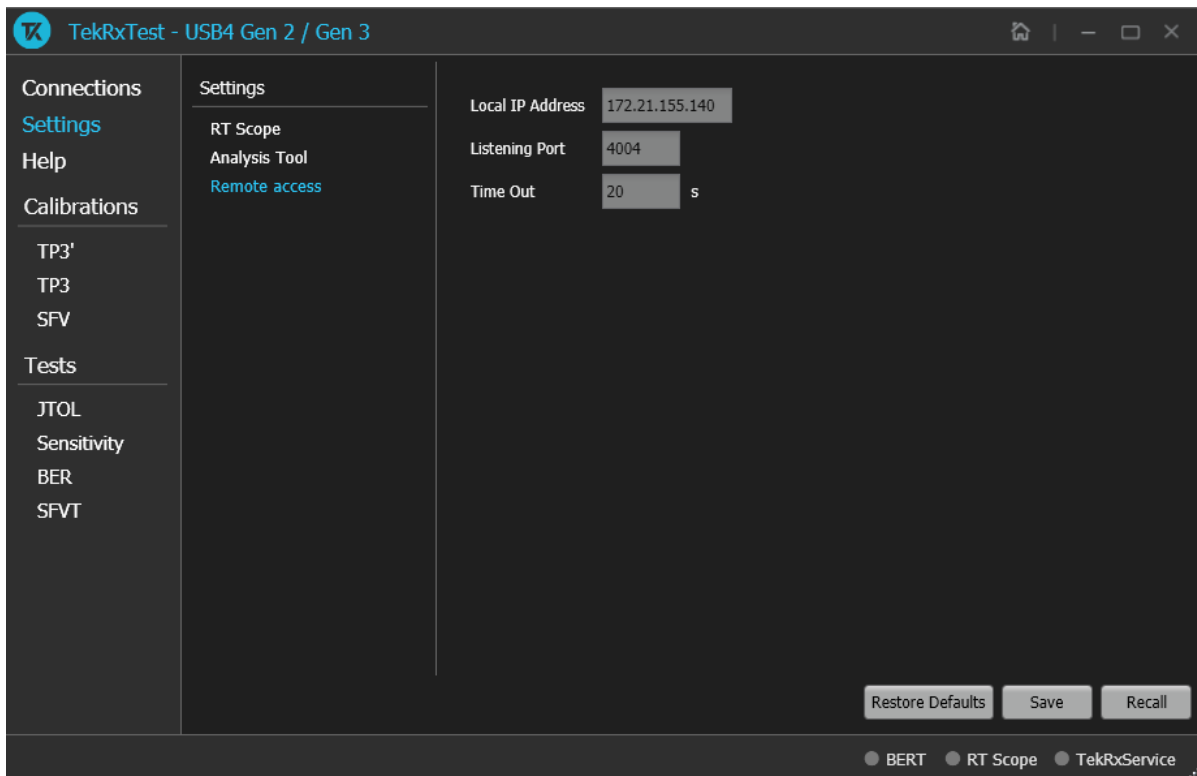 TK TekRxTest - USB4 Gen 2 / Gen 3
Connections
Settings
Help
Calibrations
TP3'
TP3
SFV
Tests
JTOL
Sensitivity
BER
SFVT
Settings
RT Scope
Analysis Tool
Remote access
Local IP Address 172.21.155.140
Listening Port 4004
Time Out 20 s
Restore Defaults Save Recall
BERT RT Scope TekRxService